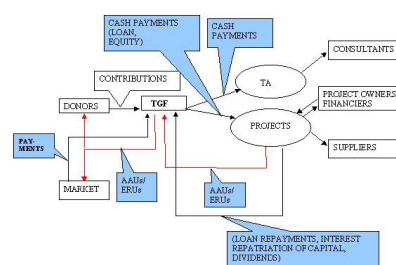 CASH PAYMENTS
(LOAN,
EQUITY)
CASH
PAYMENTS
CONSULTANTS
CONTRIBUTIONS
TA
DONORS
TGF
PROJECT OWNERS
FINANCIERS
PROJECTS
PAY-
MENTS
SUPPLIERS
MARKET
AAUs/
ERUs
AAUs/
ERUs
(LOAN REPAYMENTS, INTEREST
REPATRIATION OF CAPITAL,
DIVIDENDS)